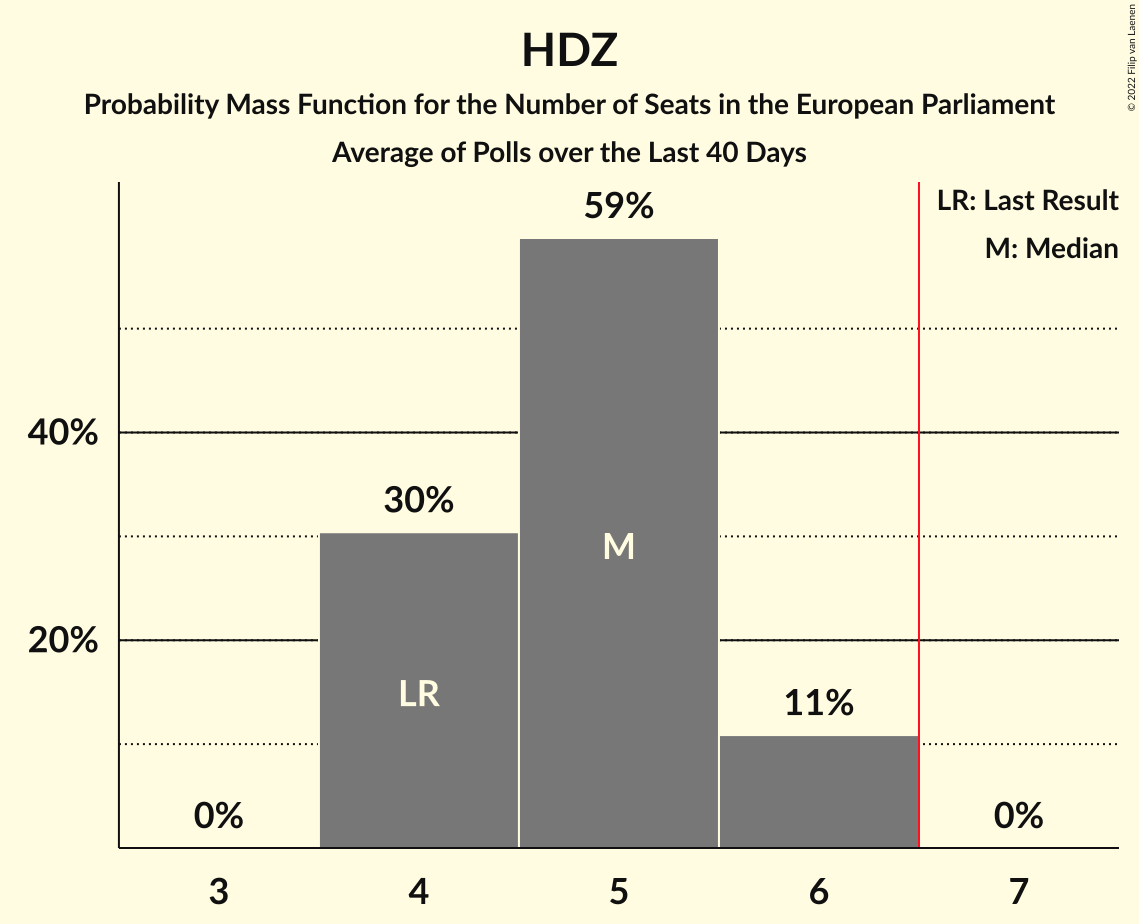 HDZ
Probability Mass Function for the Number of Seats in the European Parliament
Average of Polls over the Last 40 Days
© 2022 Filip van Laenen
LR: Last Result
M: Median
59%
40%
30%
M
20%
LR
11%
0%
0%
3
4
5
6
7